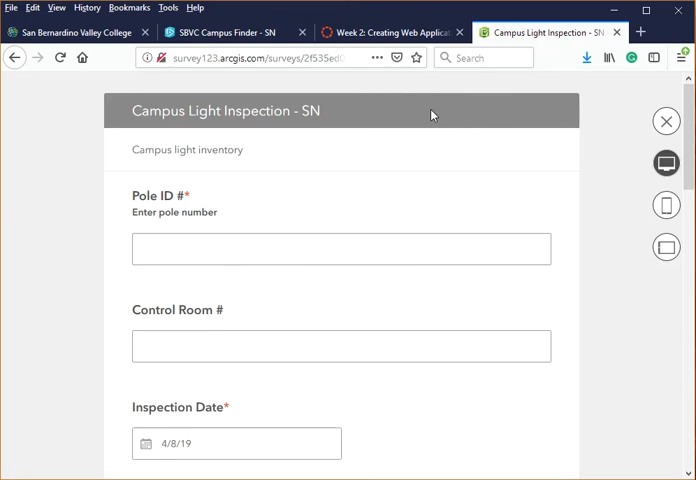 File Edit View History Bookmarks Tools Help
San Bernardino Valley College
SBVC Campus Finder - SN
Week 2: Creating Web Applicat
Campus Light Inspection - SN
survey123.arcgis.com/surveys/2f535ed0
Search
Campus Light Inspection - SN
Campus light inventory
Pole ID #*
Enter pole number
Control Room #
Inspection Date*
4/8/19